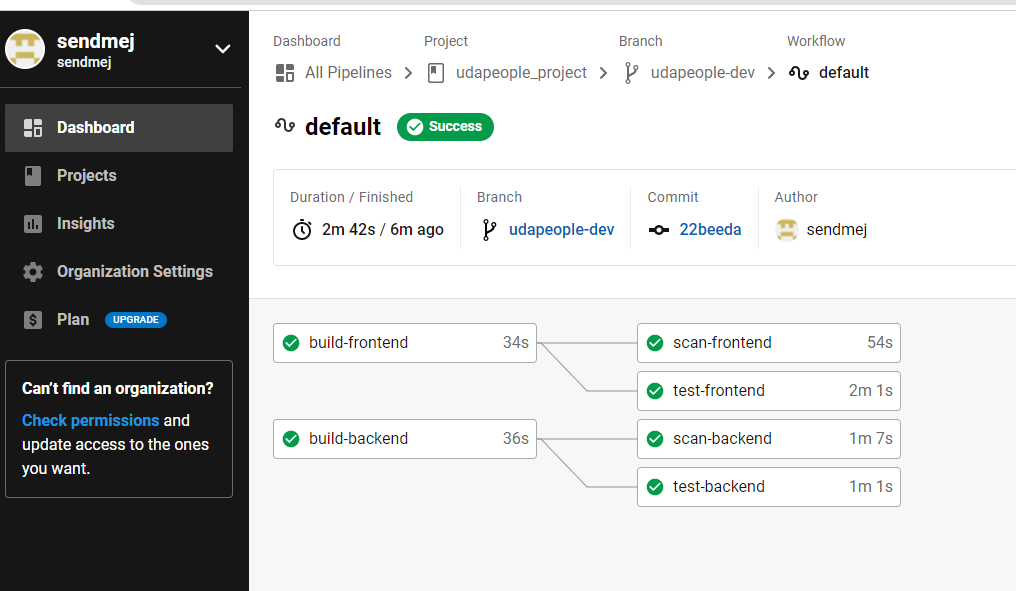 sendmej
sendmej
Dashboard
Projects
Insights
Organization Settings
Plan UPGRADE
Can't find an organization?
Check permissions and
update access to the ones
you want.
Dashboard Project Branch Workflow
All Pipelines udapeople_project udapeople-dev default
default Success
Duration / Finished Branch Commit Author
2m 42s / 6m ago udapeople-dev 22beeda sendmej
build-frontend 34s scan-frontend 54s
test-frontend 2m 1s
build-backend 36s scan-backend 1m 7s
test-backend 1m 1s